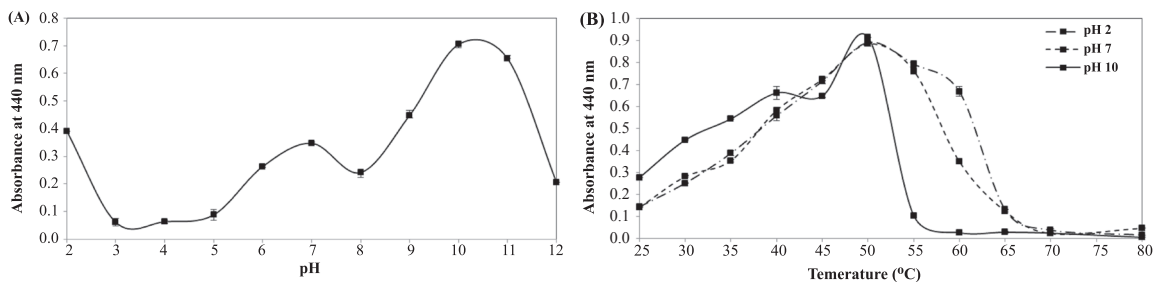 (A)
Absorbance at 440 nm
0.8
0.7
0.6
0.5
0.4
0.3
0.2
0.1
0.0
2 3 4 5 6 7 8 9 10 11 12
pH
(B)
Absorbance at 440 nm
1.0
0.9
0.8
0.7
0.6
0.5
0.4
0.3
0.2
0.1
0.0
25 30 35 40 45 50 55 60 65 70 80
Temerature (⁰C)
pH 2
pH 7
pH 10